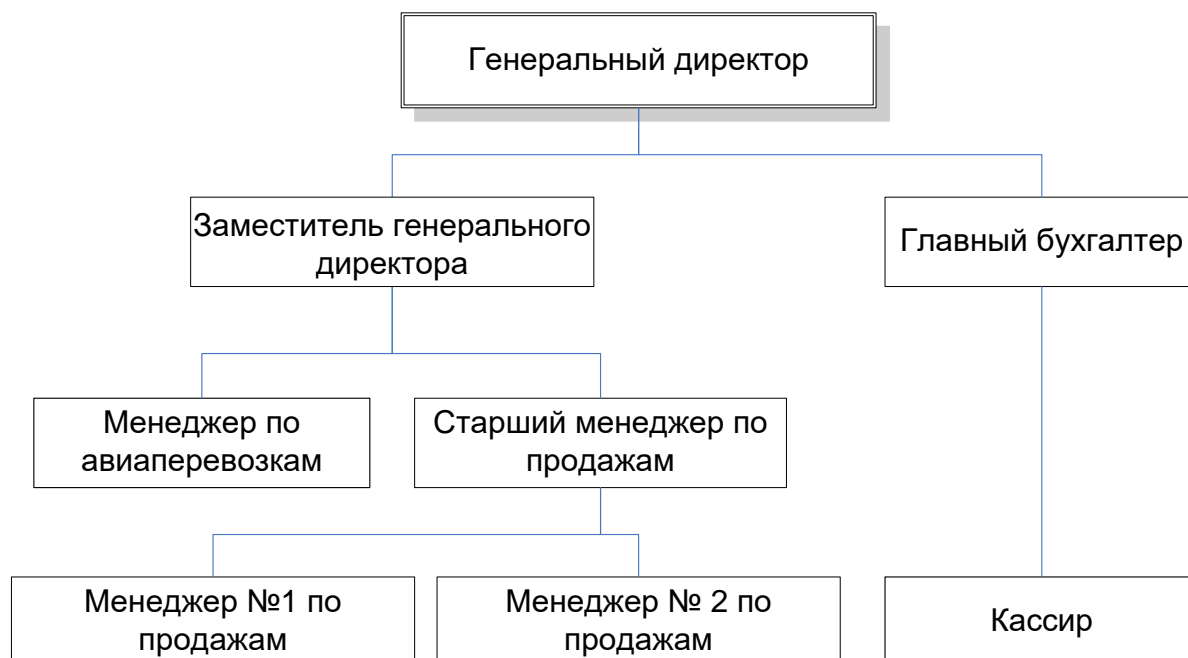 Генеральный директор
Заместитель генерального
директора
Главный бухгалтер
Менеджер по
авиаперевозкам
Старший менеджер по
продажам
Менеджер №1 по
продажам
Менеджер № 2 по
продажам
Кассир